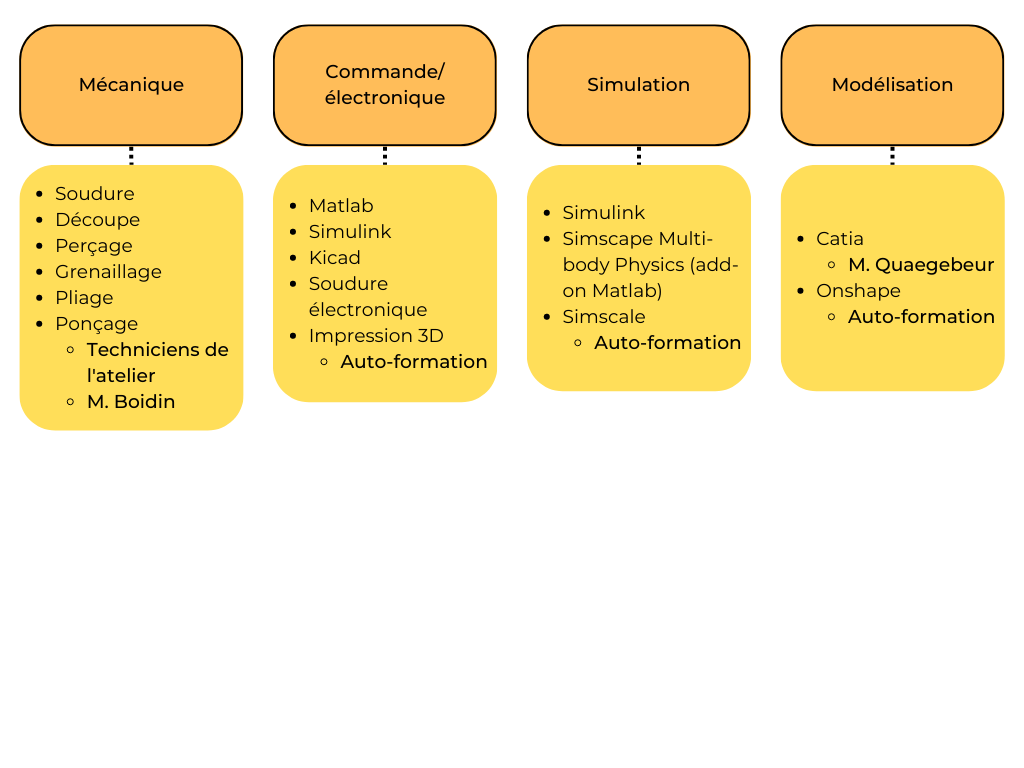 Mécanique
Commande/
électronique
Simulation
Modélisation
Soudure
Découpe
Perçage
Grenaillage
Pliage
Ponçage
Techniciens de
l'atelier
M. Boidin
Matlab
Simulink
Kicad
Soudure
électronique
Impression 3D
Auto-formation
Simulink
Simscape Multi-
body Physics (add-
on Matlab)
Simscale
Auto-formation
Catia
M. Quaegebeur
Onshape
Auto-formation